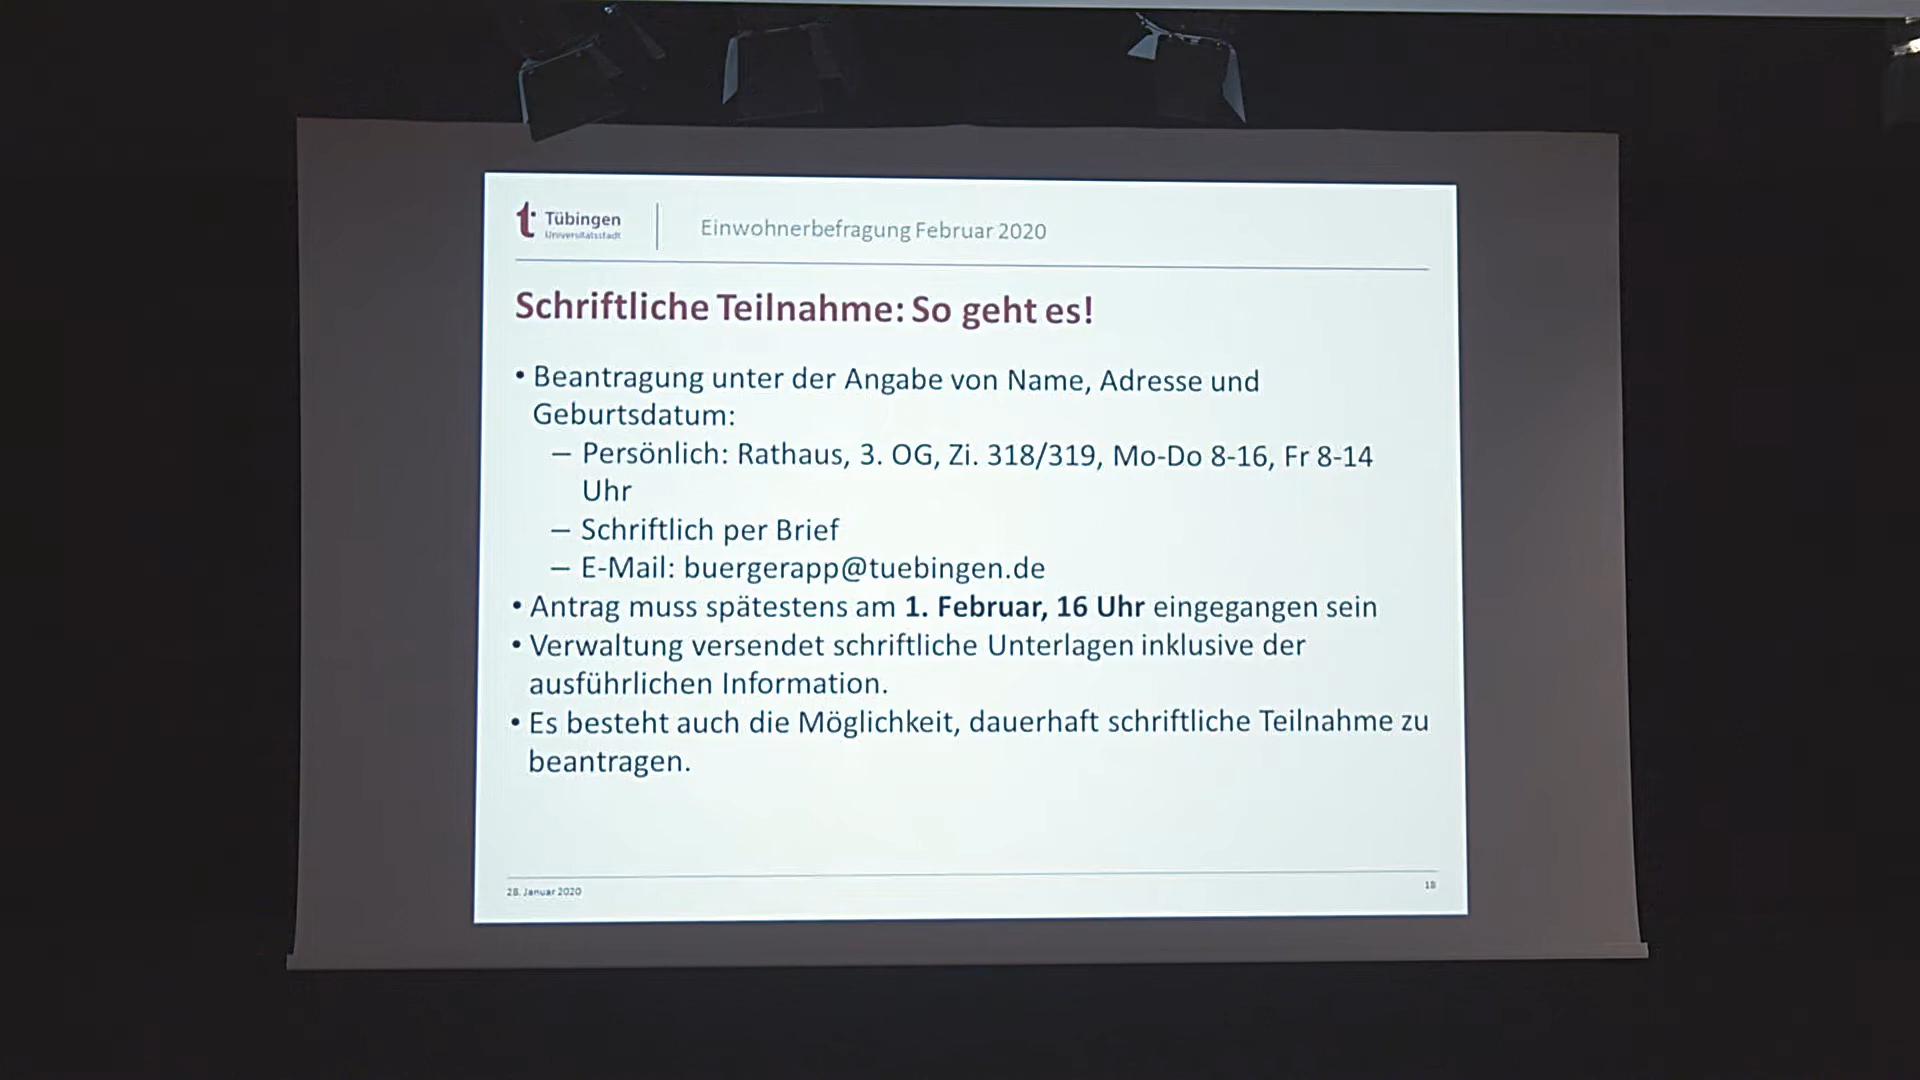 Tübingen
Universitätsstadt
Einwohnerbefragung Februar 2020
Schriftliche Teilnahme: So geht es!
• Beantragung unter der Angabe von Name, Adresse und
Geburtsdatum:
– Persönlich: Rathaus, 3. OG, Zi. 318/319, Mo-Do 8-16, Fr 8-14
Uhr
– Schriftlich per Brief
– E-Mail: buergerapp@tuebingen.de
• Antrag muss spätestens am 1. Februar, 16 Uhr eingegangen sein
• Verwaltung versendet schriftliche Unterlagen inklusive der
ausführlichen Information.
• Es besteht auch die Möglichkeit, dauerhaft schriftliche Teilnahme zu
beantragen.
28. Januar 2020
18